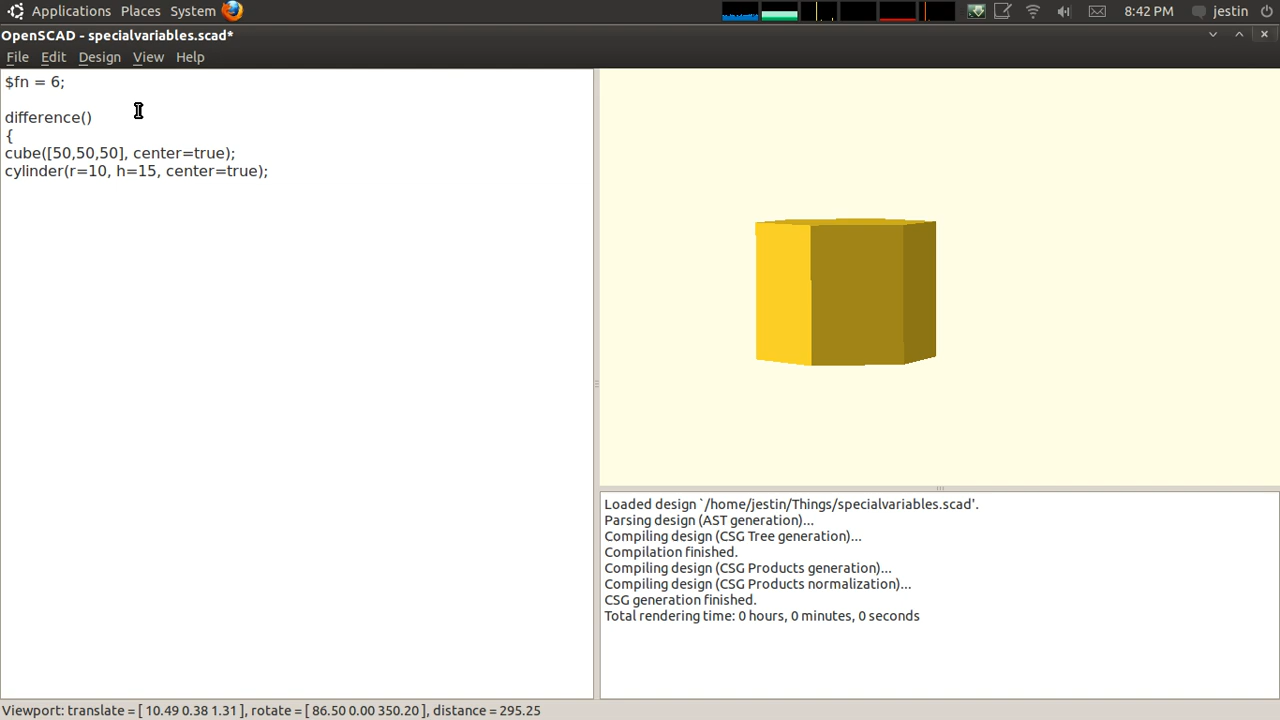 Applications Places System 8:42 PM jestin
OpenSCAD - specialvariables.scad*
File Edit Design View Help
$fn = 6;
difference()
{
cube([50,50,50], center=true);
cylinder(r=10, h=15, center=true);
Loaded design `/home/jestin/Things/specialvariables.scad'.
Parsing design (AST generation)...
Compiling design (CSG Tree generation)...
Compilation finished.
Compiling design (CSG Products generation)...
Compiling design (CSG Products normalization)...
CSG generation finished.
Total rendering time: 0 hours, 0 minutes, 0 seconds
Viewport: translate = [ 10.49 0.38 1.31 ], rotate = [ 86.50 0.00 350.20 ], distance = 295.25